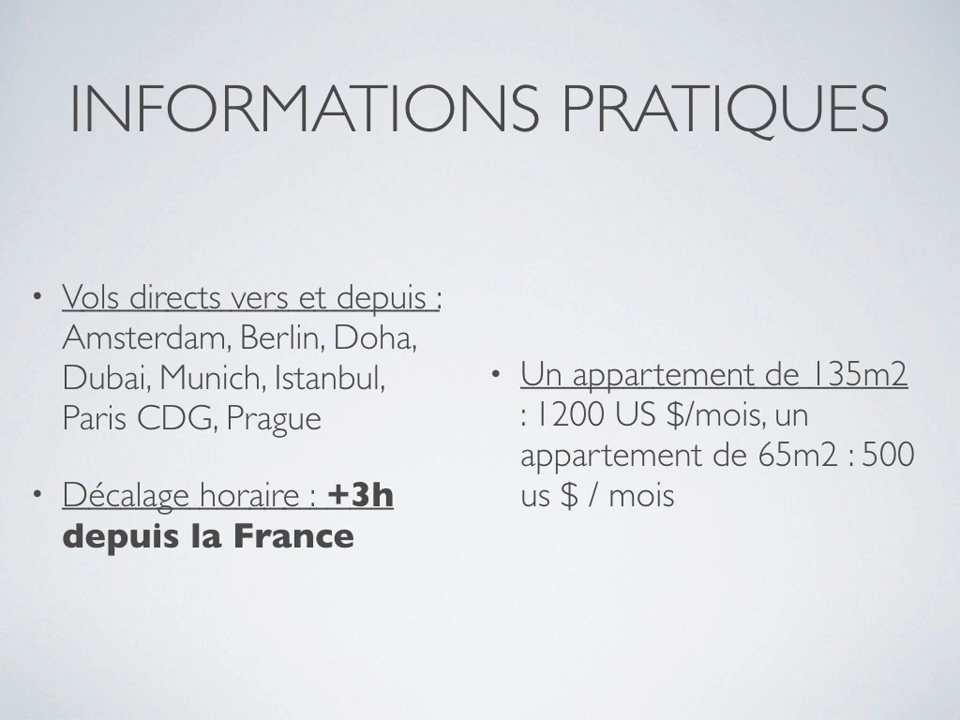 INFORMATIONS PRATIQUES
• Vols directs vers et depuis :
Amsterdam, Berlin, Doha,
Dubai, Munich, Istanbul,
Paris CDG, Prague
• Décalage horaire : +3h
depuis la France
• Un appartement de 135m2
: 1200 US $/mois, un
appartement de 65m2 : 500
us $ / mois